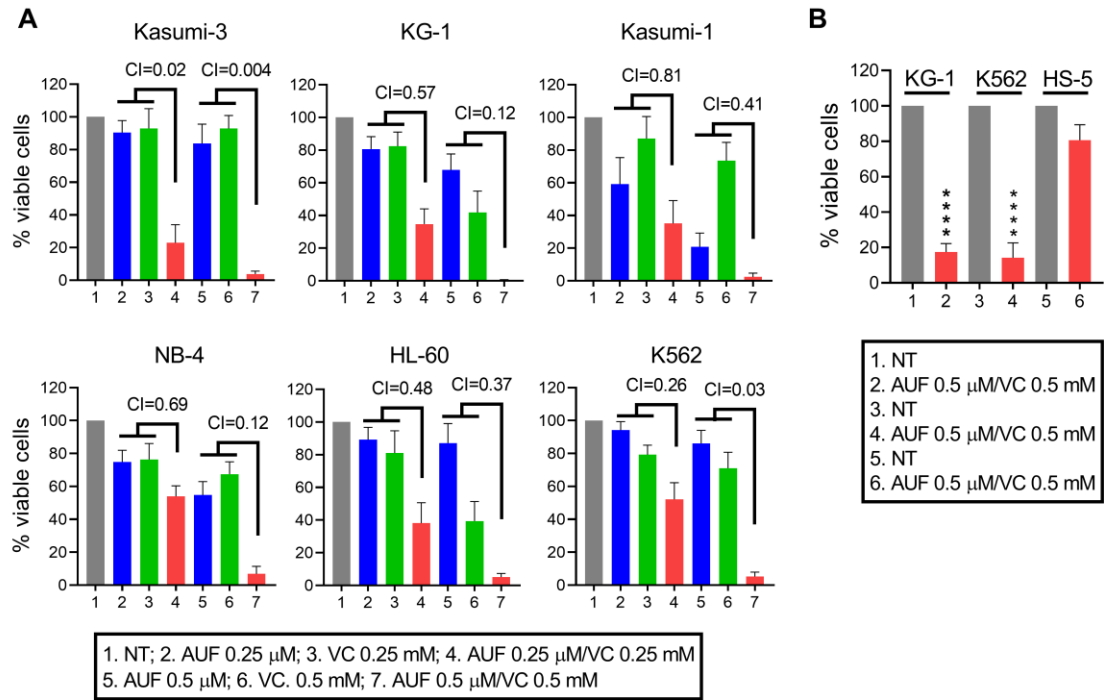 A
Kasumi-3
KG-1
Kasumi-1
CI=0.02
CI=0.004
CI=0.57
CI=0.12
CI=0.81
CI=0.41
% viable cells
120
100
80
60
40
20
0
1 2 3 4 5 6 7
120
100
80
60
40
20
0
1 2 3 4 5 6 7
120
100
80
60
40
20
0
1 2 3 4 5 6 7
NB-4
HL-60
K562
CI=0.69
CI=0.12
CI=0.48
CI=0.37
CI=0.26
CI=0.03
% viable cells
120
100
80
60
40
20
0
1 2 3 4 5 6 7
120
100
80
60
40
20
0
1 2 3 4 5 6 7
120
100
80
60
40
20
0
1 2 3 4 5 6 7
1. NT; 2. AUF 0.25 μM; 3. VC 0.25 mM; 4. AUF 0.25 μM/VC 0.25 mM
5. AUF 0.5 μM; 6. VC. 0.5 mM; 7. AUF 0.5 μM/VC 0.5 mM
B
KG-1 K562 HS-5
% viable cells
120
100
80
60
40
20
0
****
****
1 2 3 4 5 6
1. NT
2. AUF 0.5 μM/VC 0.5 mM
3. NT
4. AUF 0.5 μM/VC 0.5 mM
5. NT
6. AUF 0.5 μM/VC 0.5 mM